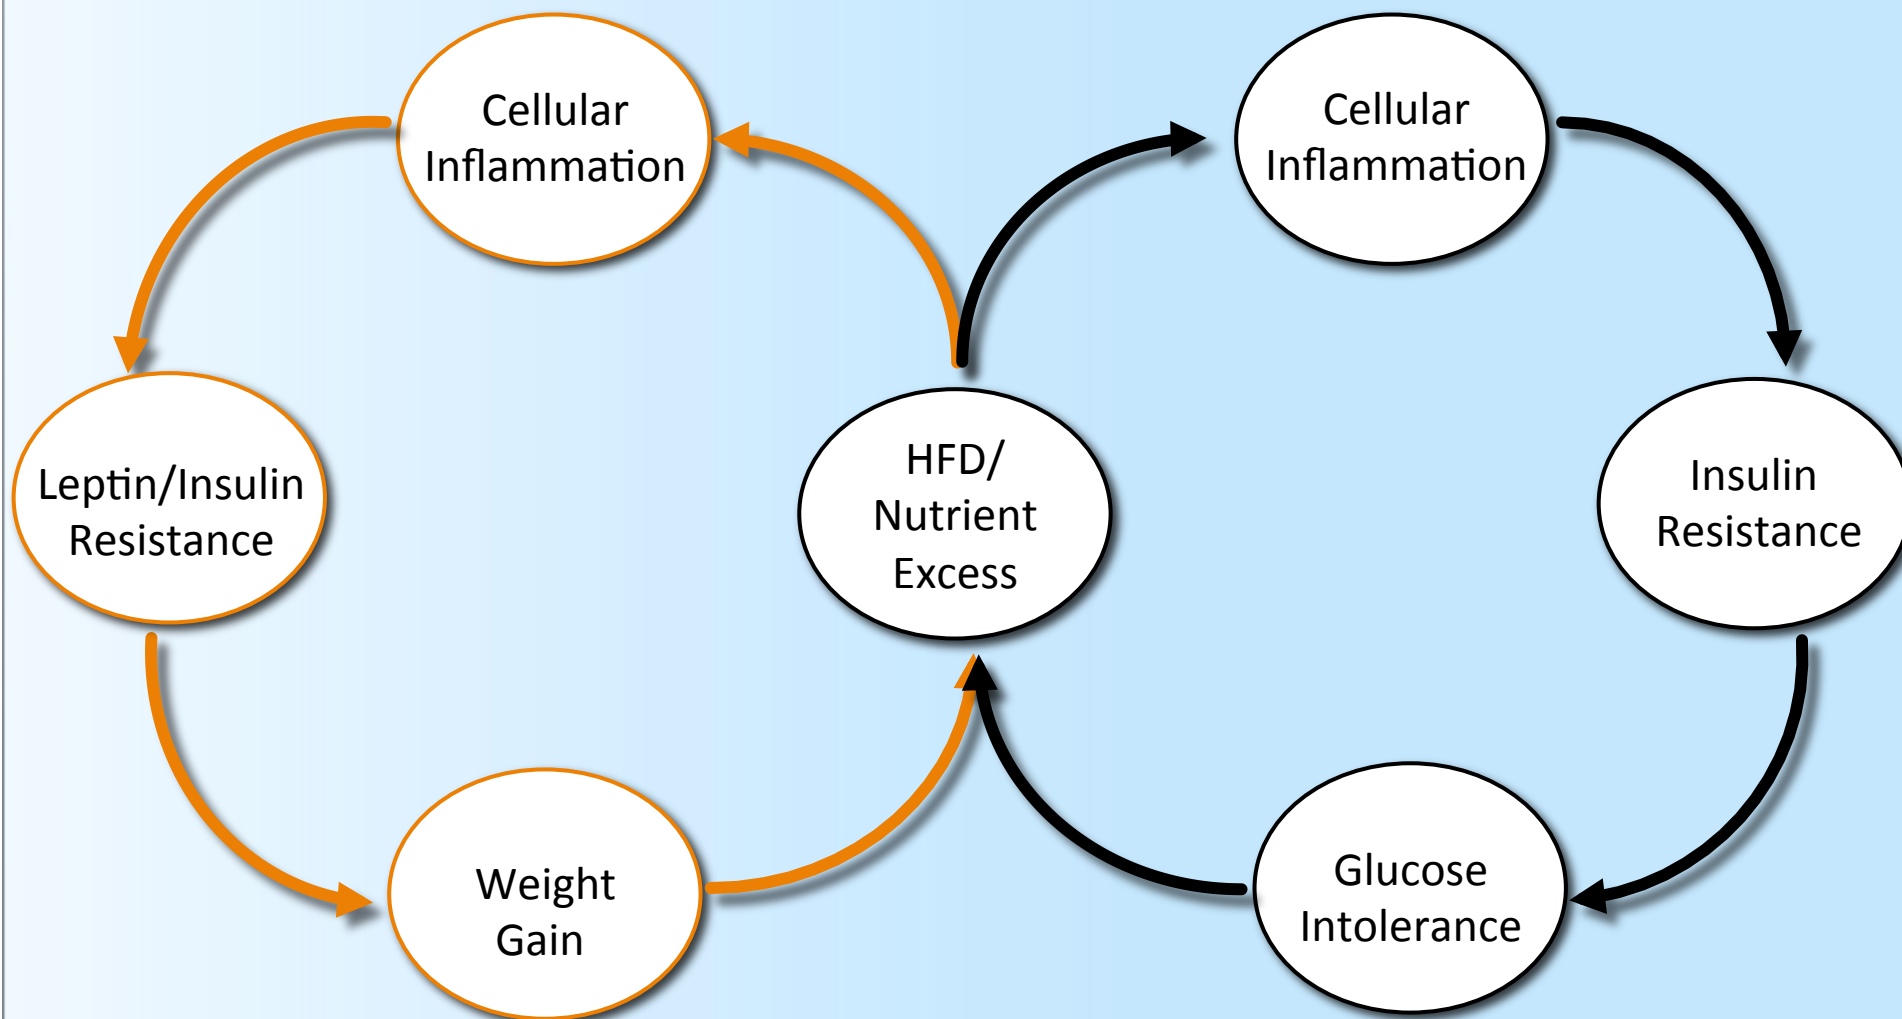 Cellular
Inflammation
Cellular
Inflammation
Leptin/Insulin
Resistance
HFD/
Nutrient
Excess
Insulin
Resistance
Weight
Gain
Glucose
Intolerance